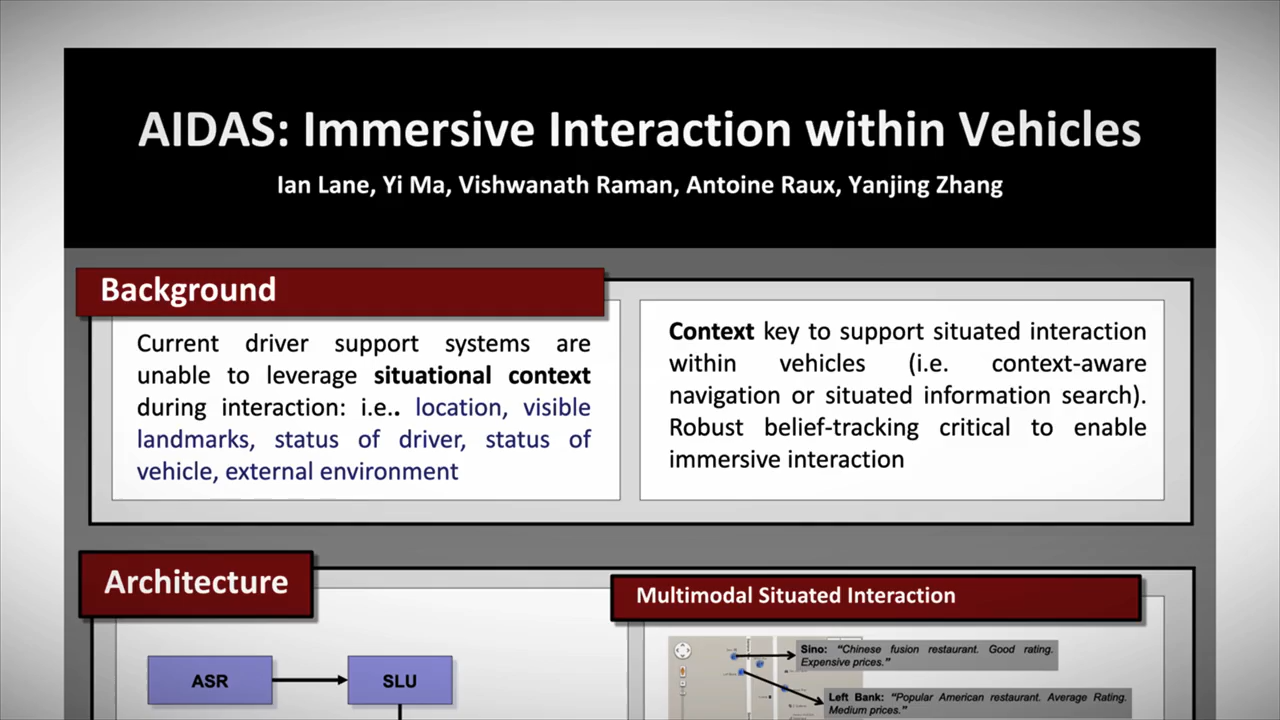 AIDAS: Immersive Interaction within Vehicles
Ian Lane, Yi Ma, Vishwanath Raman, Antoine Raux, Yanjing Zhang
Background
Current driver support systems are
unable to leverage situational context
during interaction: i.e.. location, visible
landmarks, status of driver, status of
vehicle, external environment
Context key to support situated interaction
within vehicles (i.e. context-aware
navigation or situated information search).
Robust belief-tracking critical to enable
immersive interaction
Architecture
ASR
SLU
Multimodal Situated Interaction
Sino: "Chinese fusion restaurant. Good rating.
Expensive prices."
Left Bank: "Popular American restaurant. Average Rating.
Medium prices."